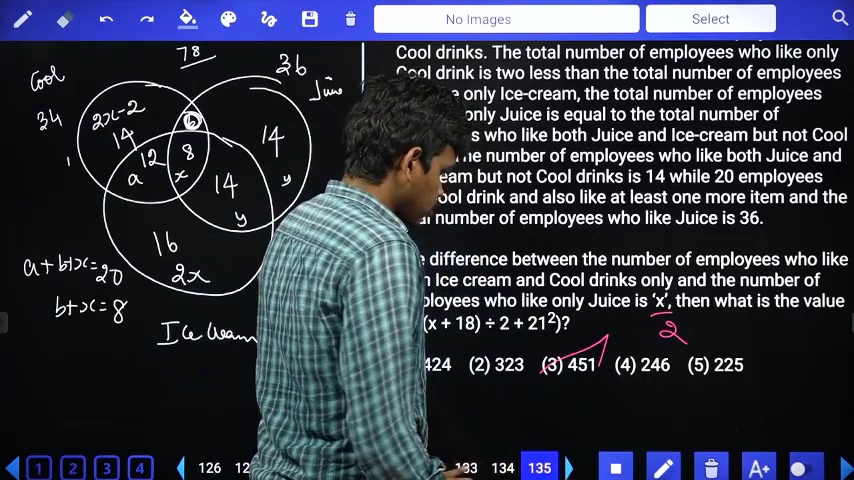 No Images
Select
78
Cool
36
Juice
34
2x-2
14
6
14
12
8
a
x
14
y
y
16
2x
a+b+x=20
b+x=8
Ice cream
Cool drinks. The total number of employees who like only
Cool drink is two less than the total number of employees
only Ice-cream, the total number of employees
only Juice is equal to the total number of
who like both Juice and Ice-cream but not Cool
he number of employees who like both Juice and
eam but not Cool drinks is 14 while 20 employees
ool drink and also like at least one more item and the
number of employees who like Juice is 36.
difference between the number of employees who like
Ice cream and Cool drinks only and the number of
ployees who like only Juice is ‘x’, then what is the value
(x + 18) ÷ 2 + 21²)?
2
424 (2) 323 (3) 451 (4) 246 (5) 225
1 2 3 4 126 12 133 134 135 A+